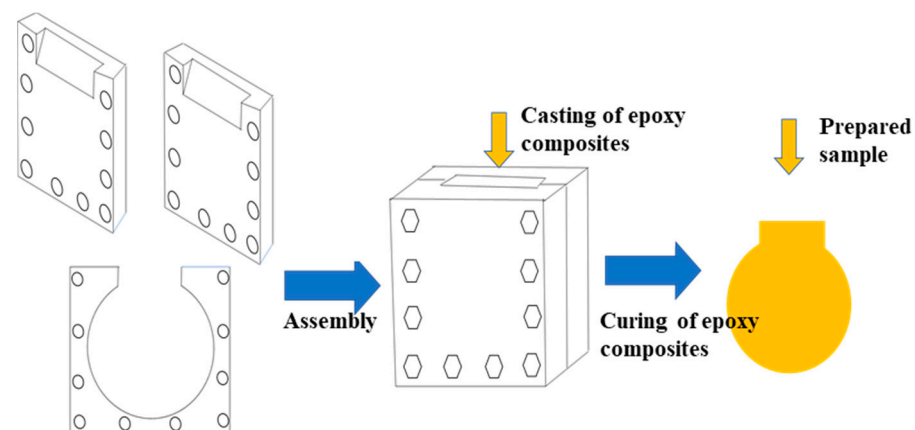 Casting of epoxy
composites
Prepared
sample
Assembly
Curing of epoxy
composites